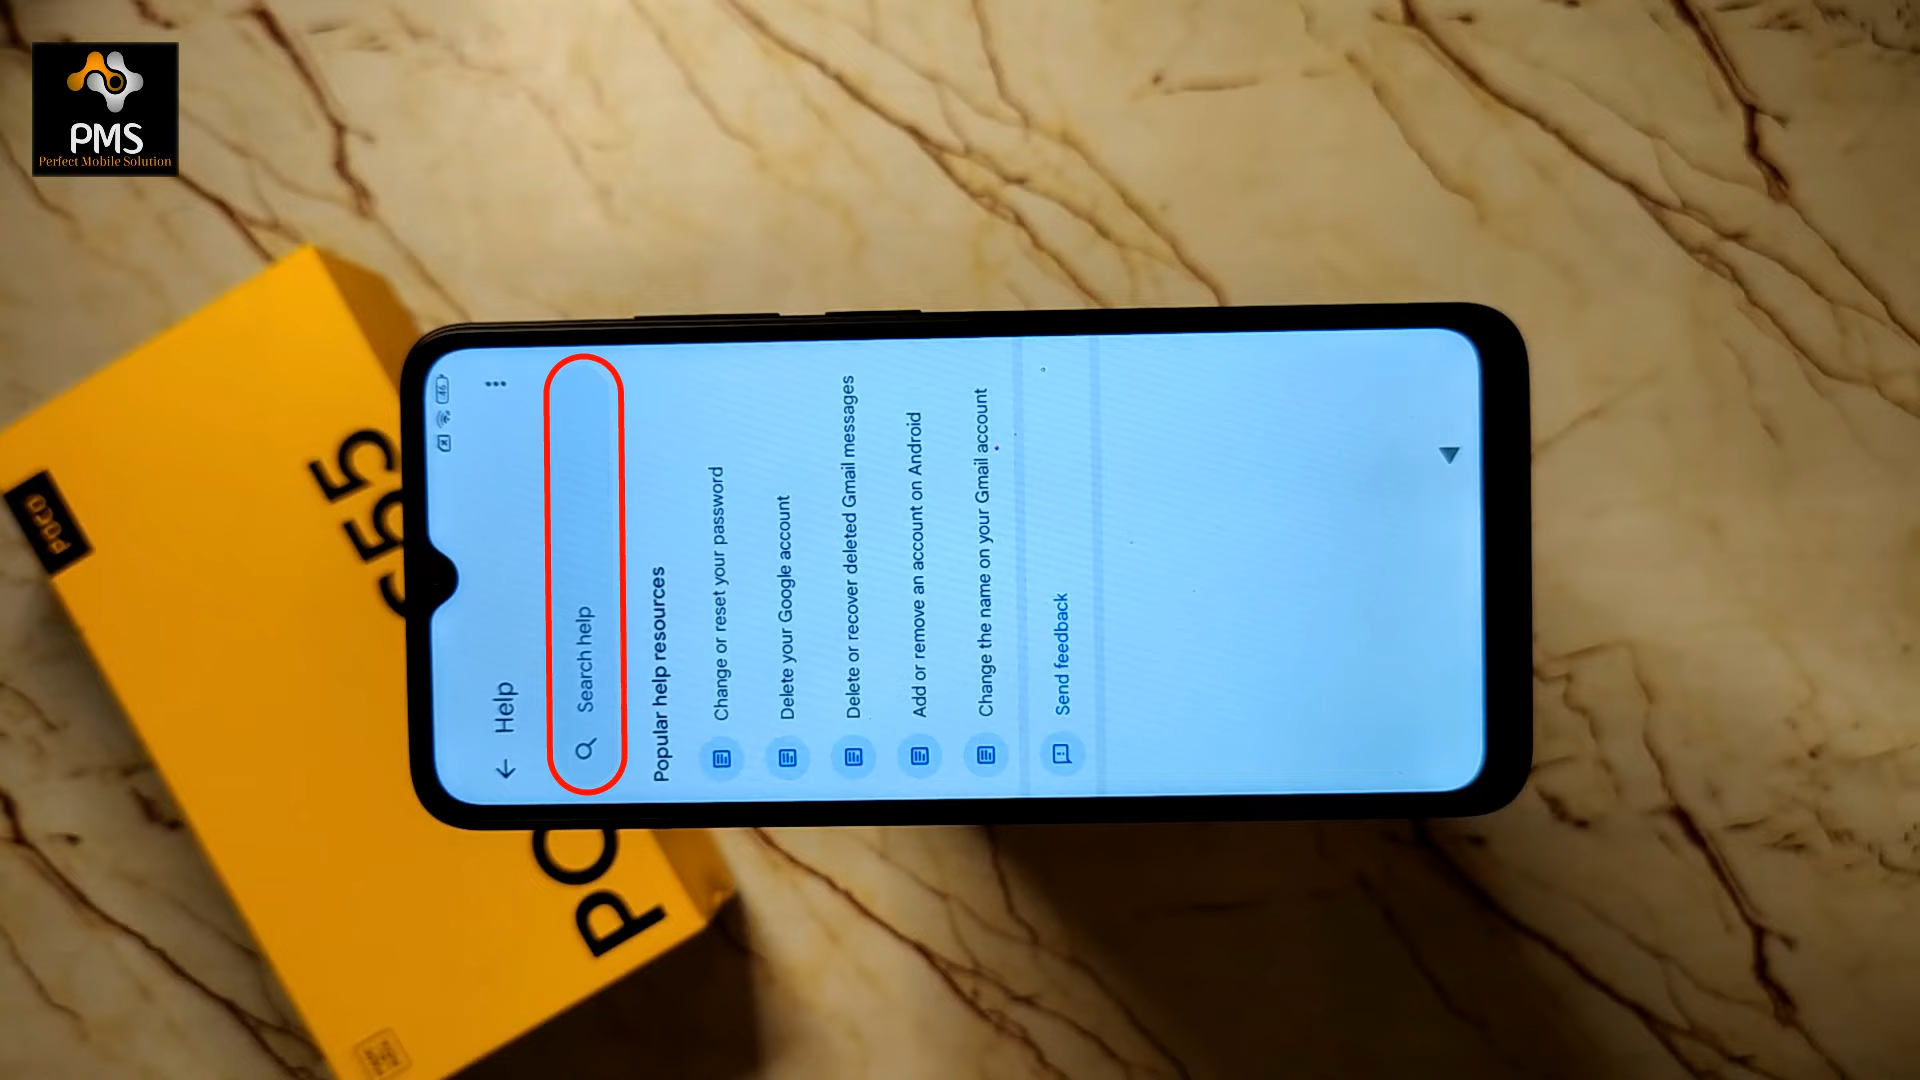 PMS
Perfect Mobile Solution
POCO
C55
PO
46
Help
Search help
Popular help resources
Change or reset your password
Delete your Google account
Delete or recover deleted Gmail messages
Add or remove an account on Android
Change the name on your Gmail account
Send feedback